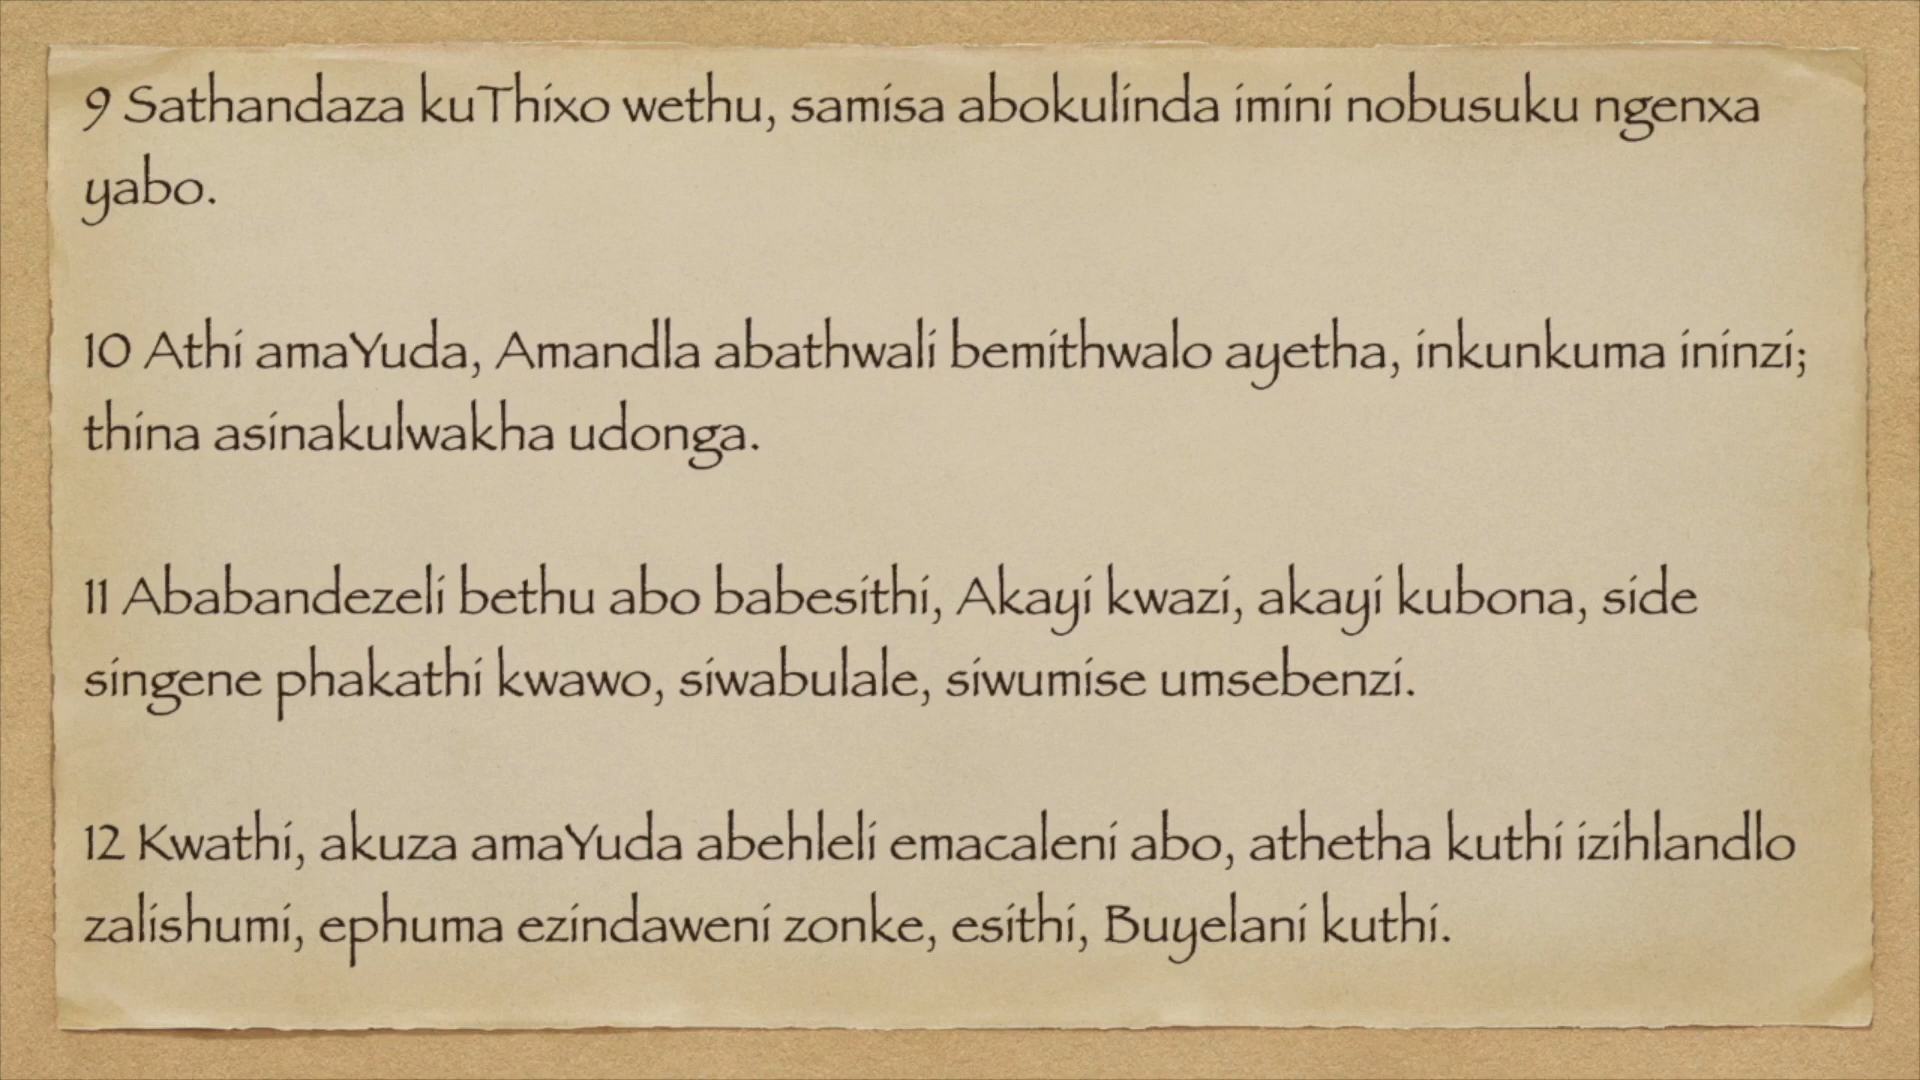 9 Sathandaza kuThixo wethu, samisa abokulinda imini nobusuku ngenxa
yabo.
10 Athi amaYuda, Amandla abathwali bemithwalo ayetha, inkunkuma ininzi;
thina asinakulwakha udonga.
11 Ababandezeli bethu abo babesithi, Akayi kwazi, akayi kubona, side
singene phakathi kwawo, siwabulale, siwumise umsebenzi.
12 Kwathi, akuza amaYuda abehleli emacaleni abo, athetha kuthi izihlandlo
zalishumi, ephuma ezindaweni zonke, esithi, Buyelani kuthi.